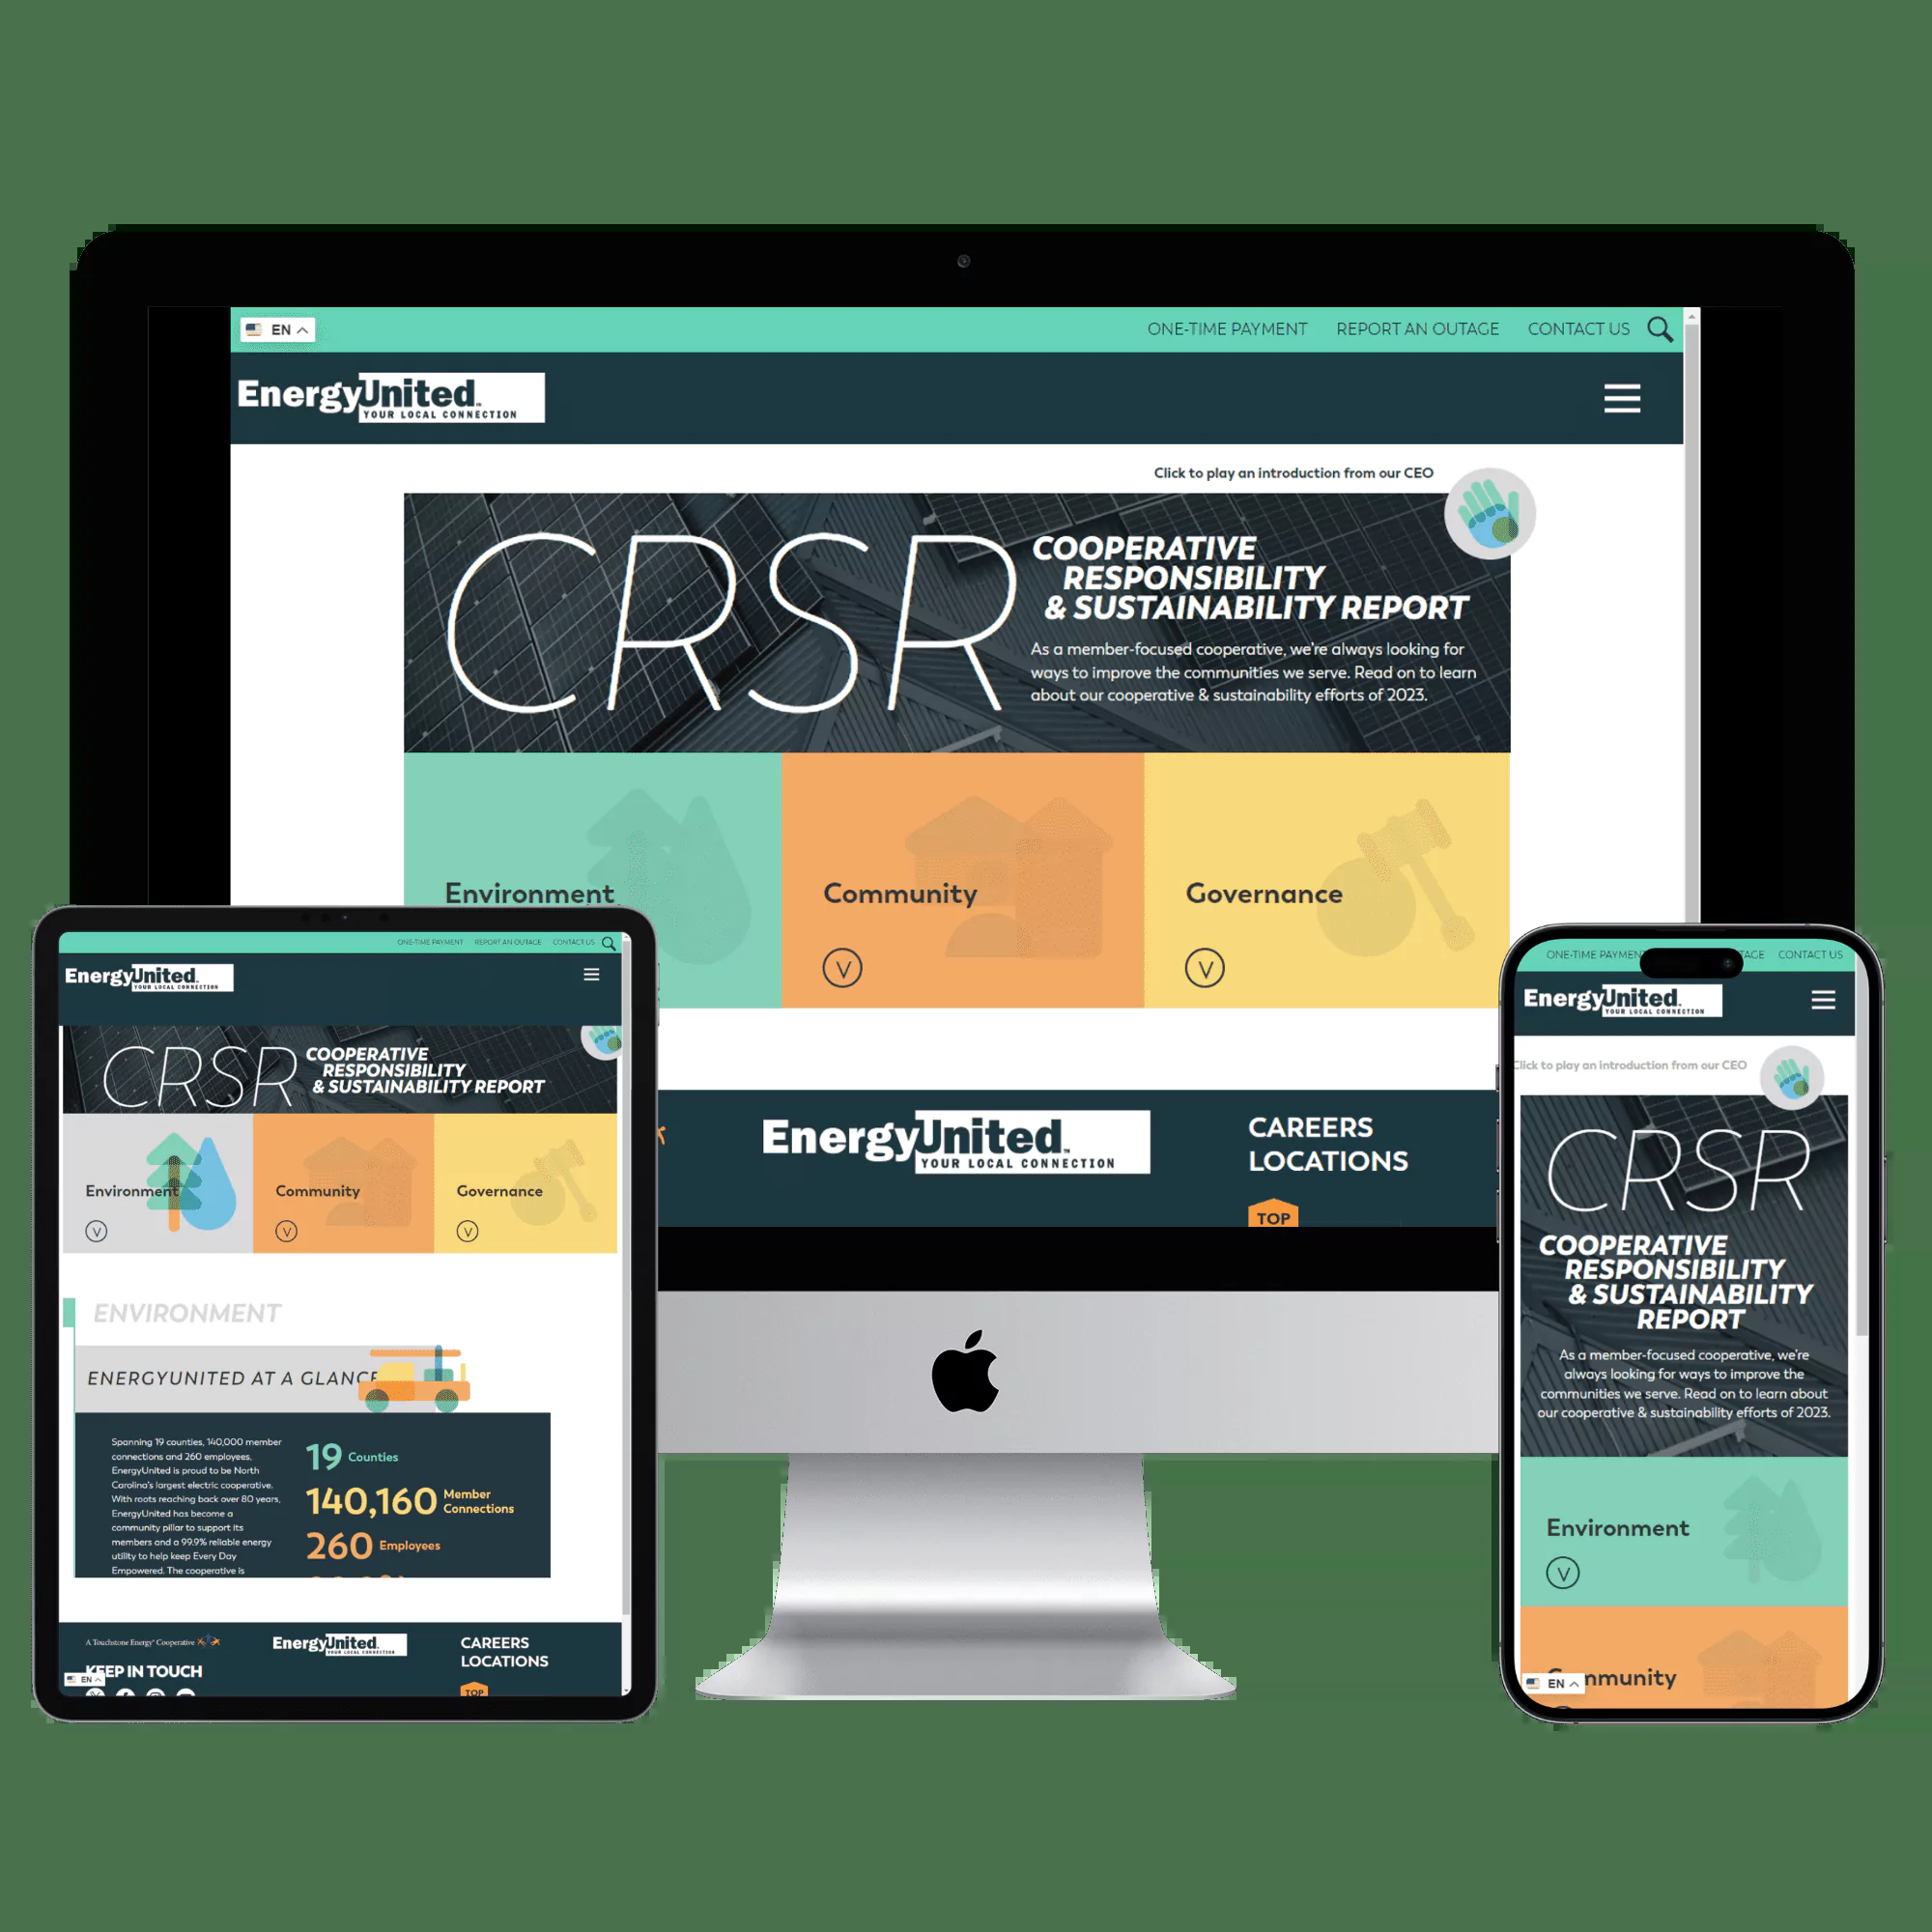 EN
ONE-TIME PAYMENT REPORT AN OUTAGE CONTACT US
EnergyUnited™
YOUR LOCAL CONNECTION
Click to play an introduction from our CEO
CRSR
COOPERATIVE
RESPONSIBILITY
& SUSTAINABILITY REPORT
As a member-focused cooperative, we're always looking for
ways to improve the communities we serve. Read on to learn
about our cooperative & sustainability efforts of 2023.
Environment
Community
Governance
V
V
EnergyUnited™
YOUR LOCAL CONNECTION
CAREERS
LOCATIONS
TOP
ONE-TIME PAYMENT REPORT AN OUTAGE CONTACT US
EnergyUnited
YOUR LOCAL CONNECTION
CRSR
COOPERATIVE
RESPONSIBILITY
& SUSTAINABILITY REPORT
Environment
Community
Governance
V
V
V
ENVIRONMENT
ENERGYUNITED AT A GLANCE
Spanning 19 counties, 140,000 member
connections and 260 employees,
EnergyUnited is proud to be North
Carolina's largest electric cooperative.
With roots reaching back over 80 years,
EnergyUnited has become a
community pillar to support its
members and a 99.9% reliable energy
utility to help keep Every Day
Empowered. The cooperative is
19 Counties
140,160 Member
Connections
260 Employees
A Touchstone Energy® Cooperative
KEEP IN TOUCH
EN
EnergyUnited
YOUR LOCAL CONNECTION
CAREERS
LOCATIONS
TOP
ONE-TIME PAYMEN TAGE CONTACT US
EnergyUnited
YOUR LOCAL CONNECTION
Click to play an introduction from our CEO
CRSR
COOPERATIVE
RESPONSIBILITY
& SUSTAINABILITY
REPORT
As a member-focused cooperative, we're
always looking for ways to improve the
communities we serve. Read on to learn about
our cooperative & sustainability efforts of 2023.
Environment
V
mmunity
EN